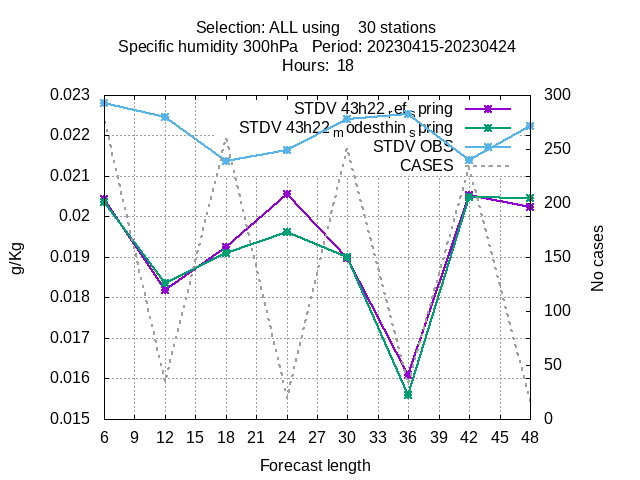 Selection: ALL using    30 stations
Specific humidity 300hPa   Period: 20230415-20230424
Hours:  18
0.023
0.022
0.021
0.02
0.019
0.018
0.017
0.016
0.015
g/Kg
STDV 43h22_ref_spring
STDV 43h22_modesthin_spring
STDV OBS
CASES
300
250
200
150
100
50
0
No cases
6 9 12 15 18 21 24 27 30 33 36 39 42 45 48
Forecast length